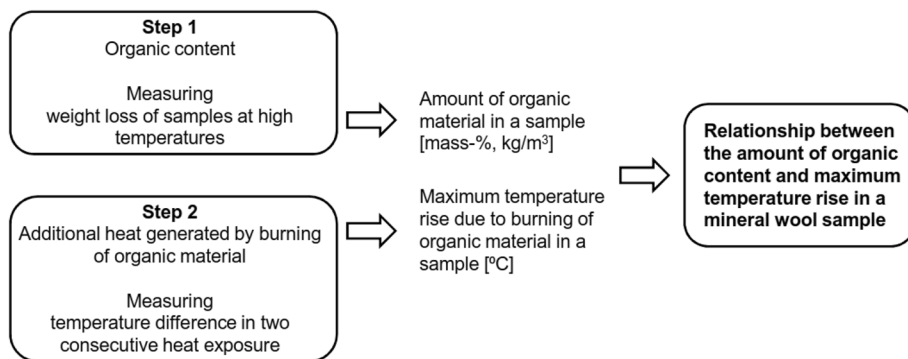 Step 1
Organic content
Measuring
weight loss of samples at high
temperatures
Amount of organic
material in a sample
[mass-%, kg/m³]
Step 2
Additional heat generated by burning
of organic material
Measuring
temperature difference in two
consecutive heat exposure
Maximum temperature
rise due to burning of
organic material in a
sample [ºC]
Relationship between
the amount of organic
content and maximum
temperature rise in a
mineral wool sample